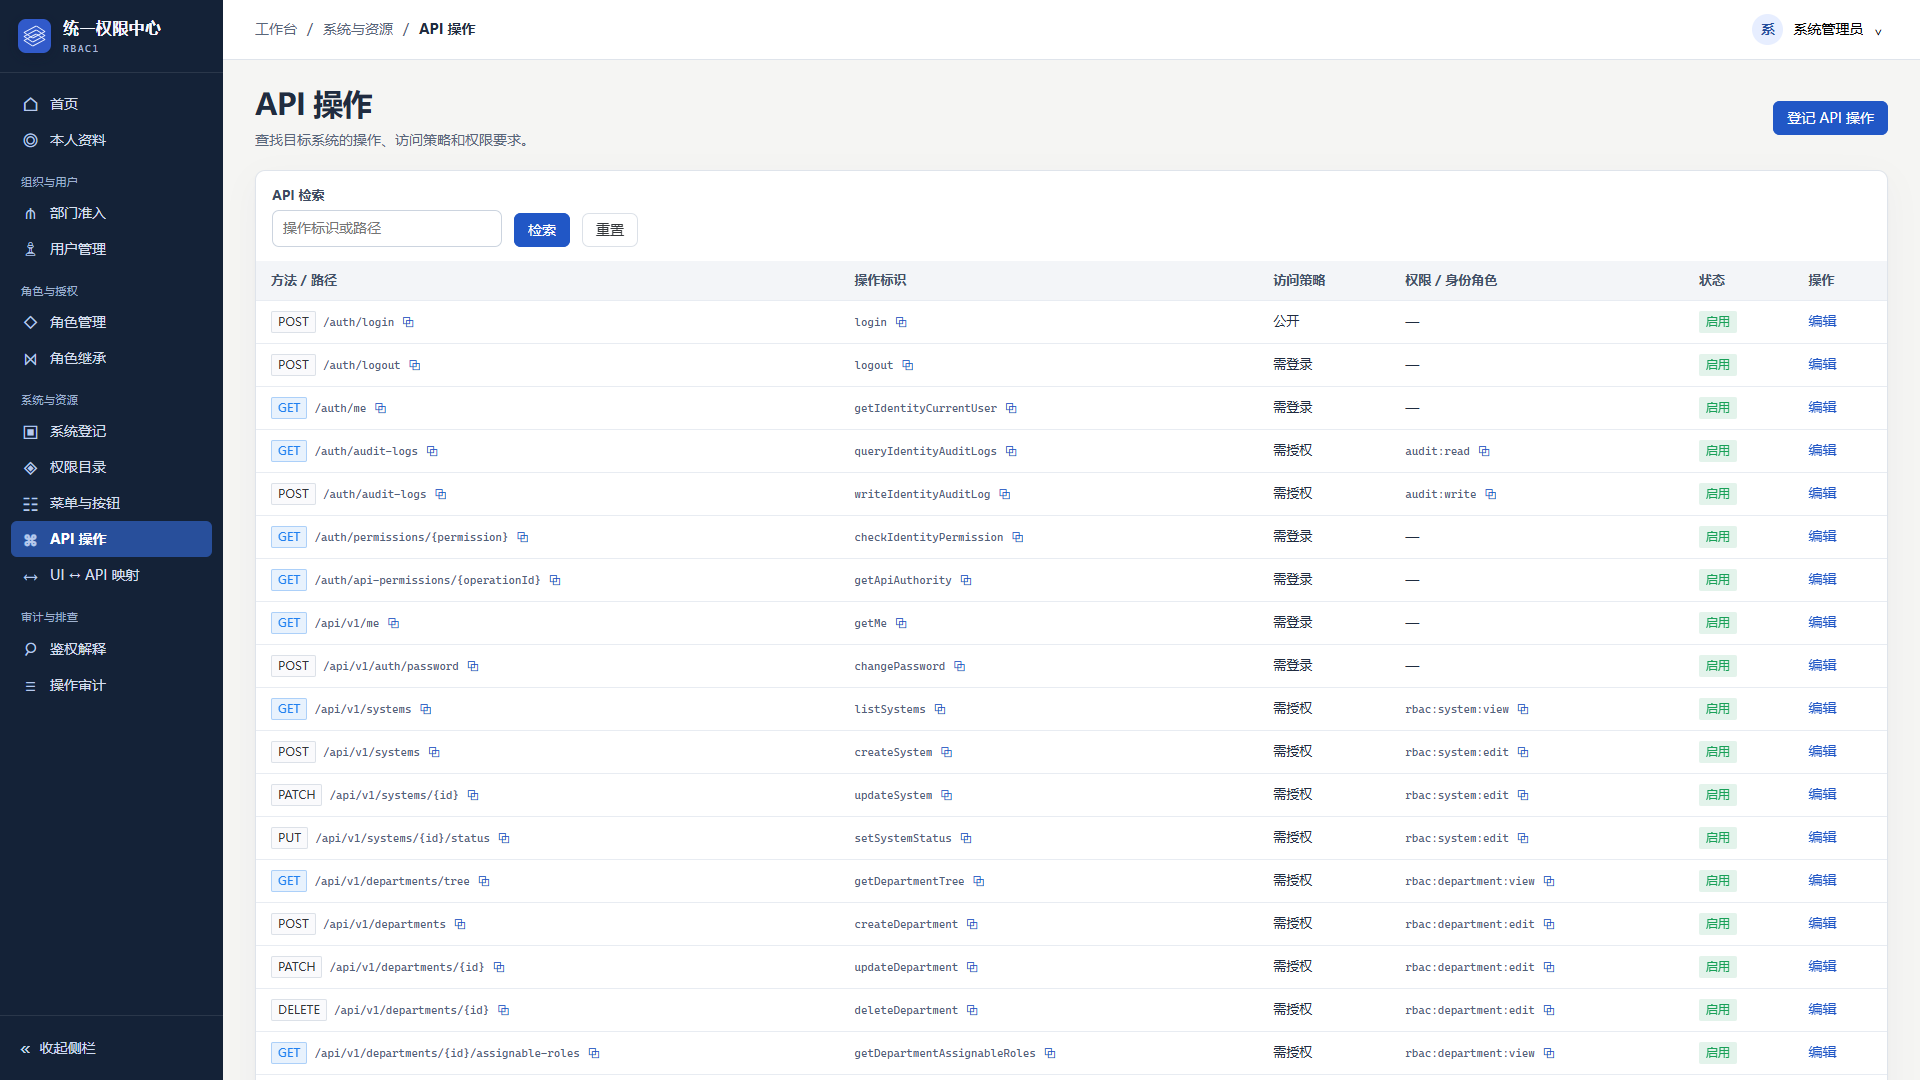 统一权限中心
RBAC1
首页
本人资料
组织与用户
部门准入
用户管理
角色与授权
角色管理
角色继承
系统与资源
系统登记
权限目录
菜单与按钮
API 操作
UI ↔ API 映射
审计与排查
鉴权解释
操作审计
« 收起侧栏
工作台 / 系统与资源 / API 操作
系 系统管理员
API 操作
查找目标系统的操作、访问策略和权限要求。
登记 API 操作
API 检索
操作标识或路径 检索 重置
方法 / 路径 操作标识 访问策略 权限 / 身份角色 状态 操作
POST /auth/login login 公开 — 启用 编辑
POST /auth/logout logout 需登录 — 启用 编辑
GET /auth/me getIdentityCurrentUser 需登录 — 启用 编辑
GET /auth/audit-logs queryIdentityAuditLogs 需授权 audit:read 启用 编辑
POST /auth/audit-logs writeIdentityAuditLog 需授权 audit:write 启用 编辑
GET /auth/permissions/{permission} checkIdentityPermission 需登录 — 启用 编辑
GET /auth/api-permissions/{operationId} getApiAuthority 需登录 — 启用 编辑
GET /api/v1/me getMe 需登录 — 启用 编辑
POST /api/v1/auth/password changePassword 需登录 — 启用 编辑
GET /api/v1/systems listSystems 需授权 rbac:system:view 启用 编辑
POST /api/v1/systems createSystem 需授权 rbac:system:edit 启用 编辑
PATCH /api/v1/systems/{id} updateSystem 需授权 rbac:system:edit 启用 编辑
PUT /api/v1/systems/{id}/status setSystemStatus 需授权 rbac:system:edit 启用 编辑
GET /api/v1/departments/tree getDepartmentTree 需授权 rbac:department:view 启用 编辑
POST /api/v1/departments createDepartment 需授权 rbac:department:edit 启用 编辑
PATCH /api/v1/departments/{id} updateDepartment 需授权 rbac:department:edit 启用 编辑
DELETE /api/v1/departments/{id} deleteDepartment 需授权 rbac:department:edit 启用 编辑
GET /api/v1/departments/{id}/assignable-roles getDepartmentAssignableRoles 需授权 rbac:department:view 启用 编辑